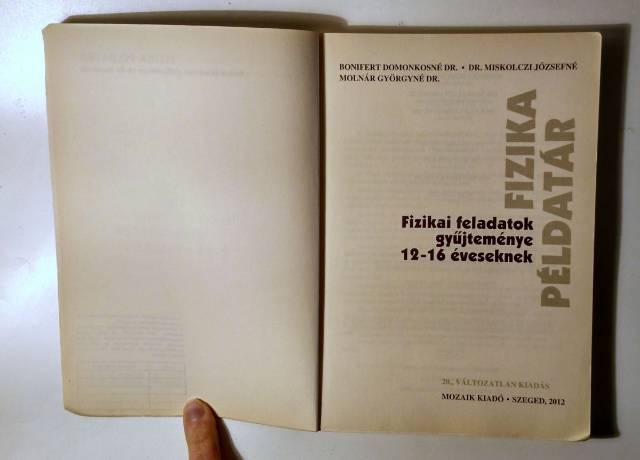 BONIFERT DOMONKOSNÉ DR. • DR. MISKOLCZI JÓZSEFNÉ
MOLNÁR GYÖRGYNÉ DR.
FIZIKA
PÉLDATÁR
Fizikai feladatok
gyűjteménye
12-16 éveseknek
20., VÁLTOZATLAN KIADÁS
MOZAIK KIADÓ • SZEGED, 2012